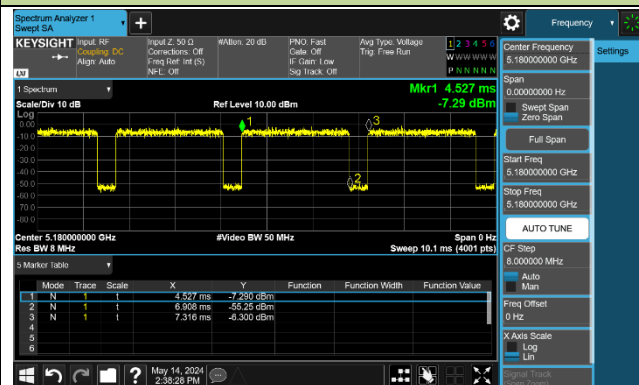 Spectrum Analyzer 1
Swept SA
+
Frequency
KEYSIGHT
Input: RF
Coupling: DC
Align: Auto
Input Z: 50 Ω
Corrections: Off
Freq Ref: Int (S)
NFE: Off
#Atten: 20 dB
PNO: Fast
Gate: Off
IF Gain: Low
Sig Track: Off
Avg Type: Voltage
Trig: Free Run
1 2 3 4 5 6
W W W W W W
P N N N N N
LXI
1 Spectrum
Mkr1 4.527 ms
Scale/Div 10 dB
Ref Level 10.00 dBm
-7.29 dBm
Log
0.00
-10.0
-20.0
-30.0
-40.0
-50.0
-60.0
-70.0
-80.0
1
3
2
Center 5.180000000 GHz
#Video BW 50 MHz
Span 0 Hz
Res BW 8 MHz
Sweep 10.1 ms (4001 pts)
5 Marker Table
Mode Trace Scale X Y Function Function Width Function Value
1 N 1 t 4.527 ms -7.290 dBm
2 N 1 t 6.908 ms -55.25 dBm
3 N 1 t 7.316 ms -6.300 dBm
4
5
6
May 14, 2024
2:38:28 PM
Center Frequency
5.18000000 GHz
Settings
Span
0.00000000 Hz
Swept Span
Zero Span
Full Span
Start Freq
5.18000000 GHz
Stop Freq
5.18000000 GHz
AUTO TUNE
CF Step
8.000000 MHz
Auto
Man
Freq Offset
0 Hz
X Axis Scale
Log
Lin
Signal Track
(Span Zoom)